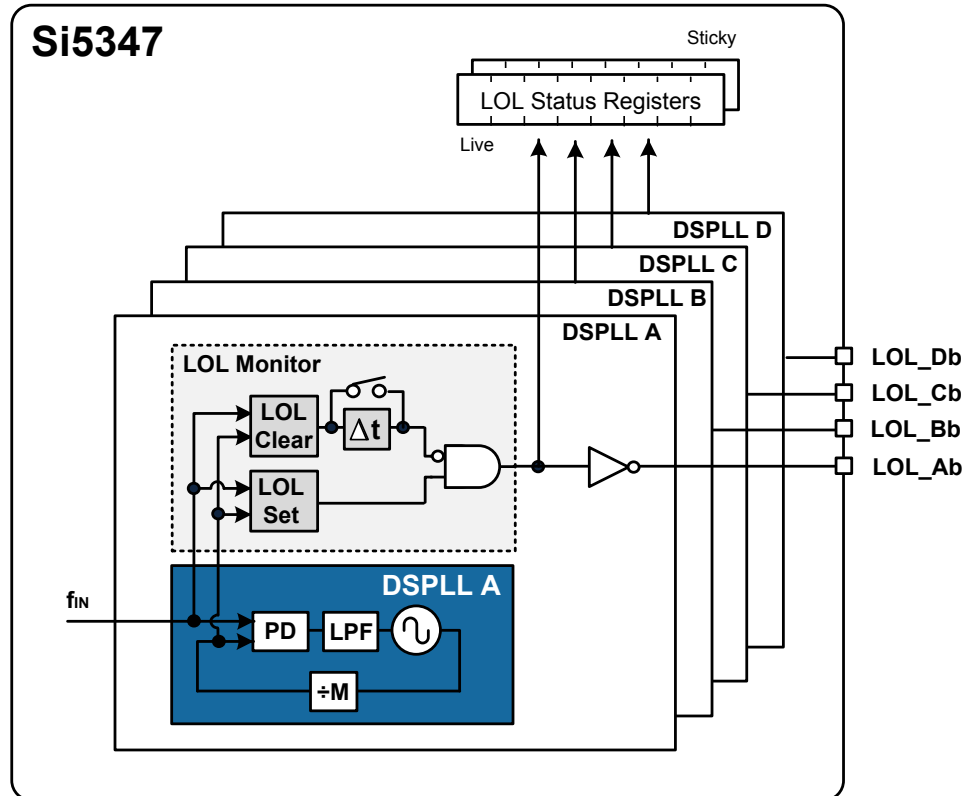 Si5347
Sticky
LOL Status Registers
Live
DSPLL D
DSPLL C
DSPLL B
DSPLL A
LOL Monitor
LOL
Clear
Δt
LOL
Set
LOL_Db
LOL_Cb
LOL_Bb
LOL_Ab
DSPLL A
fIN
PD
LPF
÷M